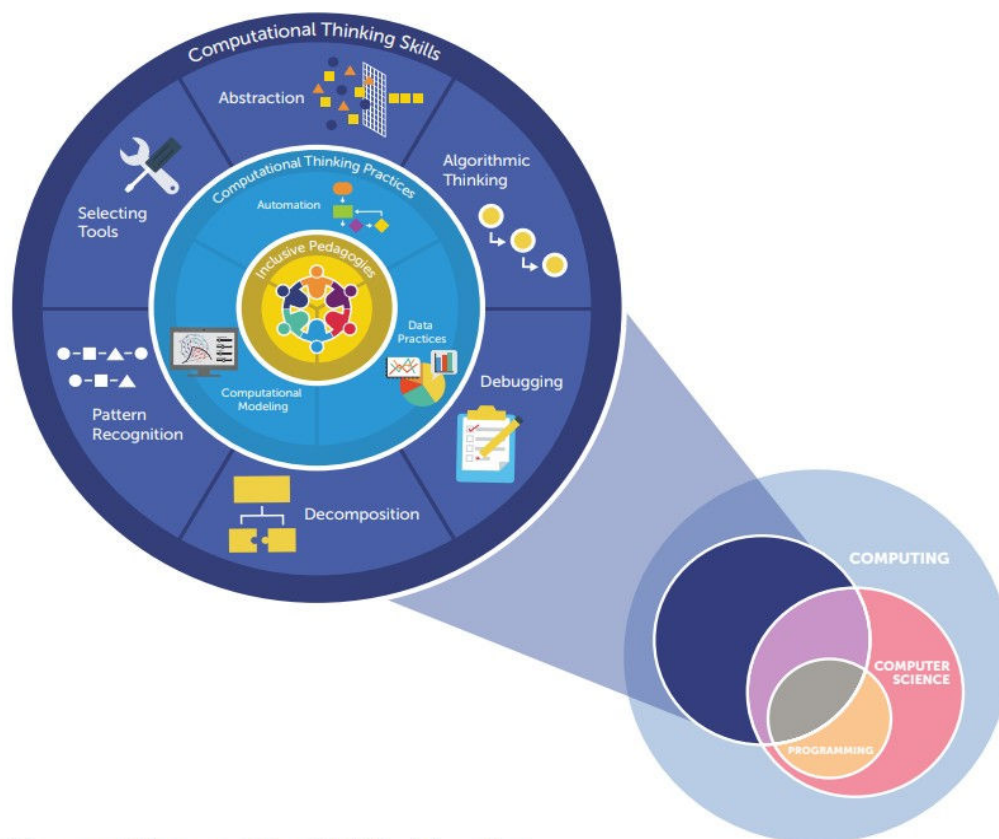 Computational Thinking Skills
Abstraction
Algorithmic
Thinking
Selecting
Tools
Computational Thinking Practices
Automation
Inclusive Pedagogies
Data
Practices
Computational
Modeling
Debugging
Pattern
Recognition
Decomposition
COMPUTING
COMPUTER
SCIENCE
PROGRAMMING